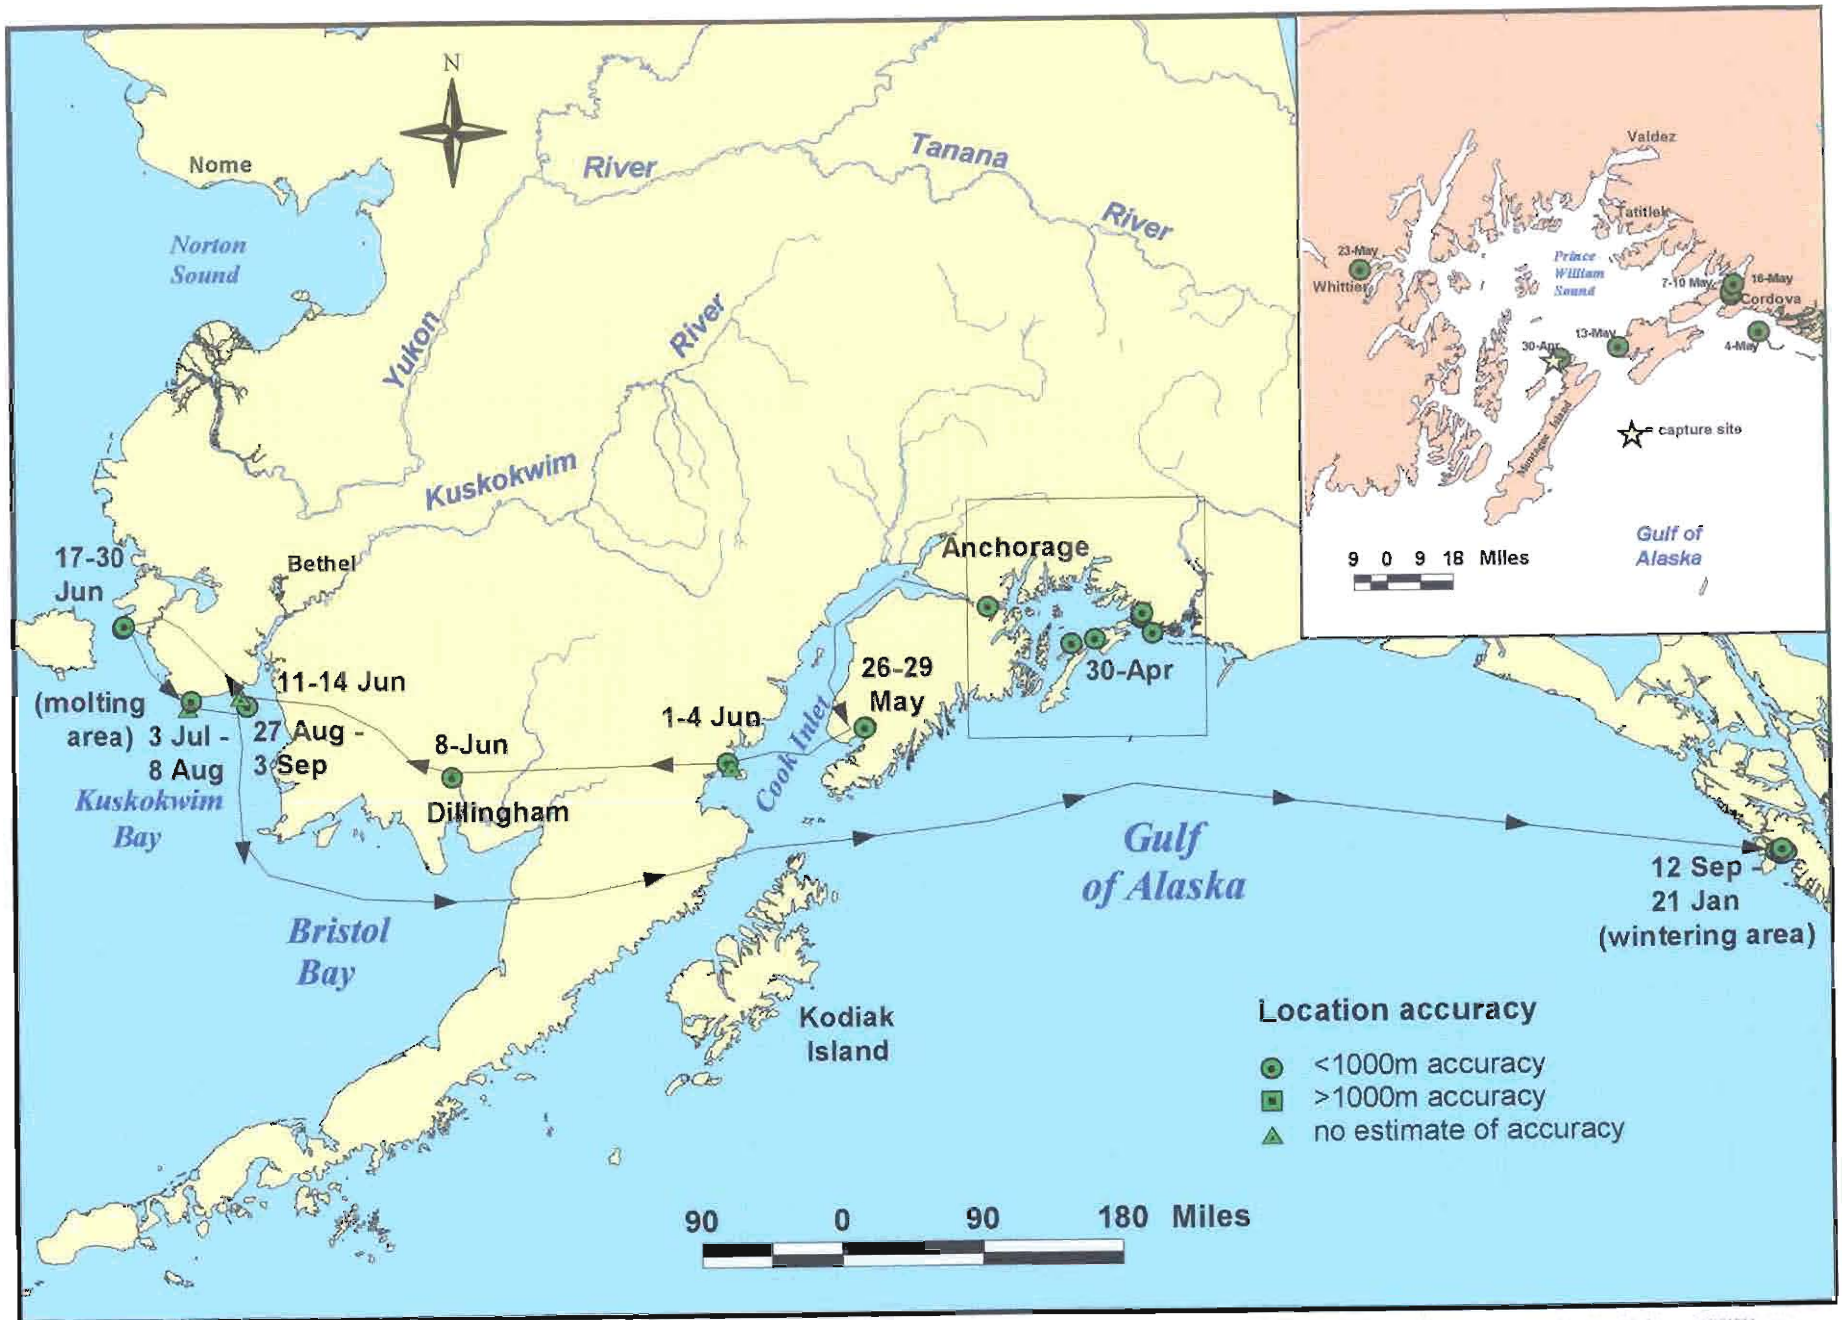 N
Nome
Norton
Sound
River
Tanana
River
Yukon
River
Kuskokwim
Bethel
17-30
Jun
Anchorage
30-Apr
26-29
May
11-14 Jun
(molting
area)
3 Jul -
8 Aug
27 Aug -
3 Sep
1-4 Jun
8-Jun
Dillingham
Cook Inlet
Kuskokwim
Bay
Bristol
Bay
Gulf
of Alaska
Kodiak
Island
12 Sep -
21 Jan
(wintering area)
Location accuracy
<1000m accuracy
>1000m accuracy
no estimate of accuracy
90 0 90 180 Miles
Valdez
Tatitlek
23-May
Whittier
Prince
William
Sound
7-10 May
16-May
Cordova
13-May
30-Apr
4-May
Montague Island
= capture site
Gulf of
Alaska
9 0 9 18 Miles